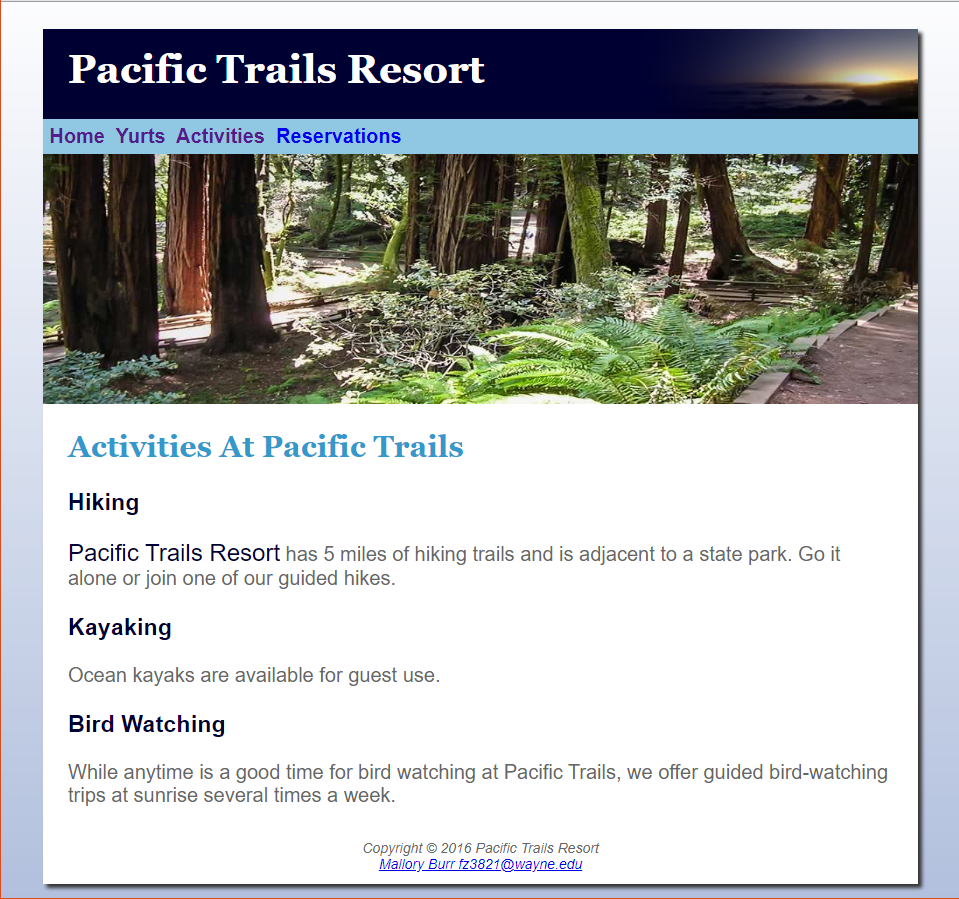 Pacific Trails Resort
Home Yurts Activities Reservations
Activities At Pacific Trails
Hiking
Pacific Trails Resort has 5 miles of hiking trails and is adjacent to a state park. Go it
alone or join one of our guided hikes.
Kayaking
Ocean kayaks are available for guest use.
Bird Watching
While anytime is a good time for bird watching at Pacific Trails, we offer guided bird-watching
trips at sunrise several times a week.
Copyright © 2016 Pacific Trails Resort
Mallory Burr fz3821@wayne.edu